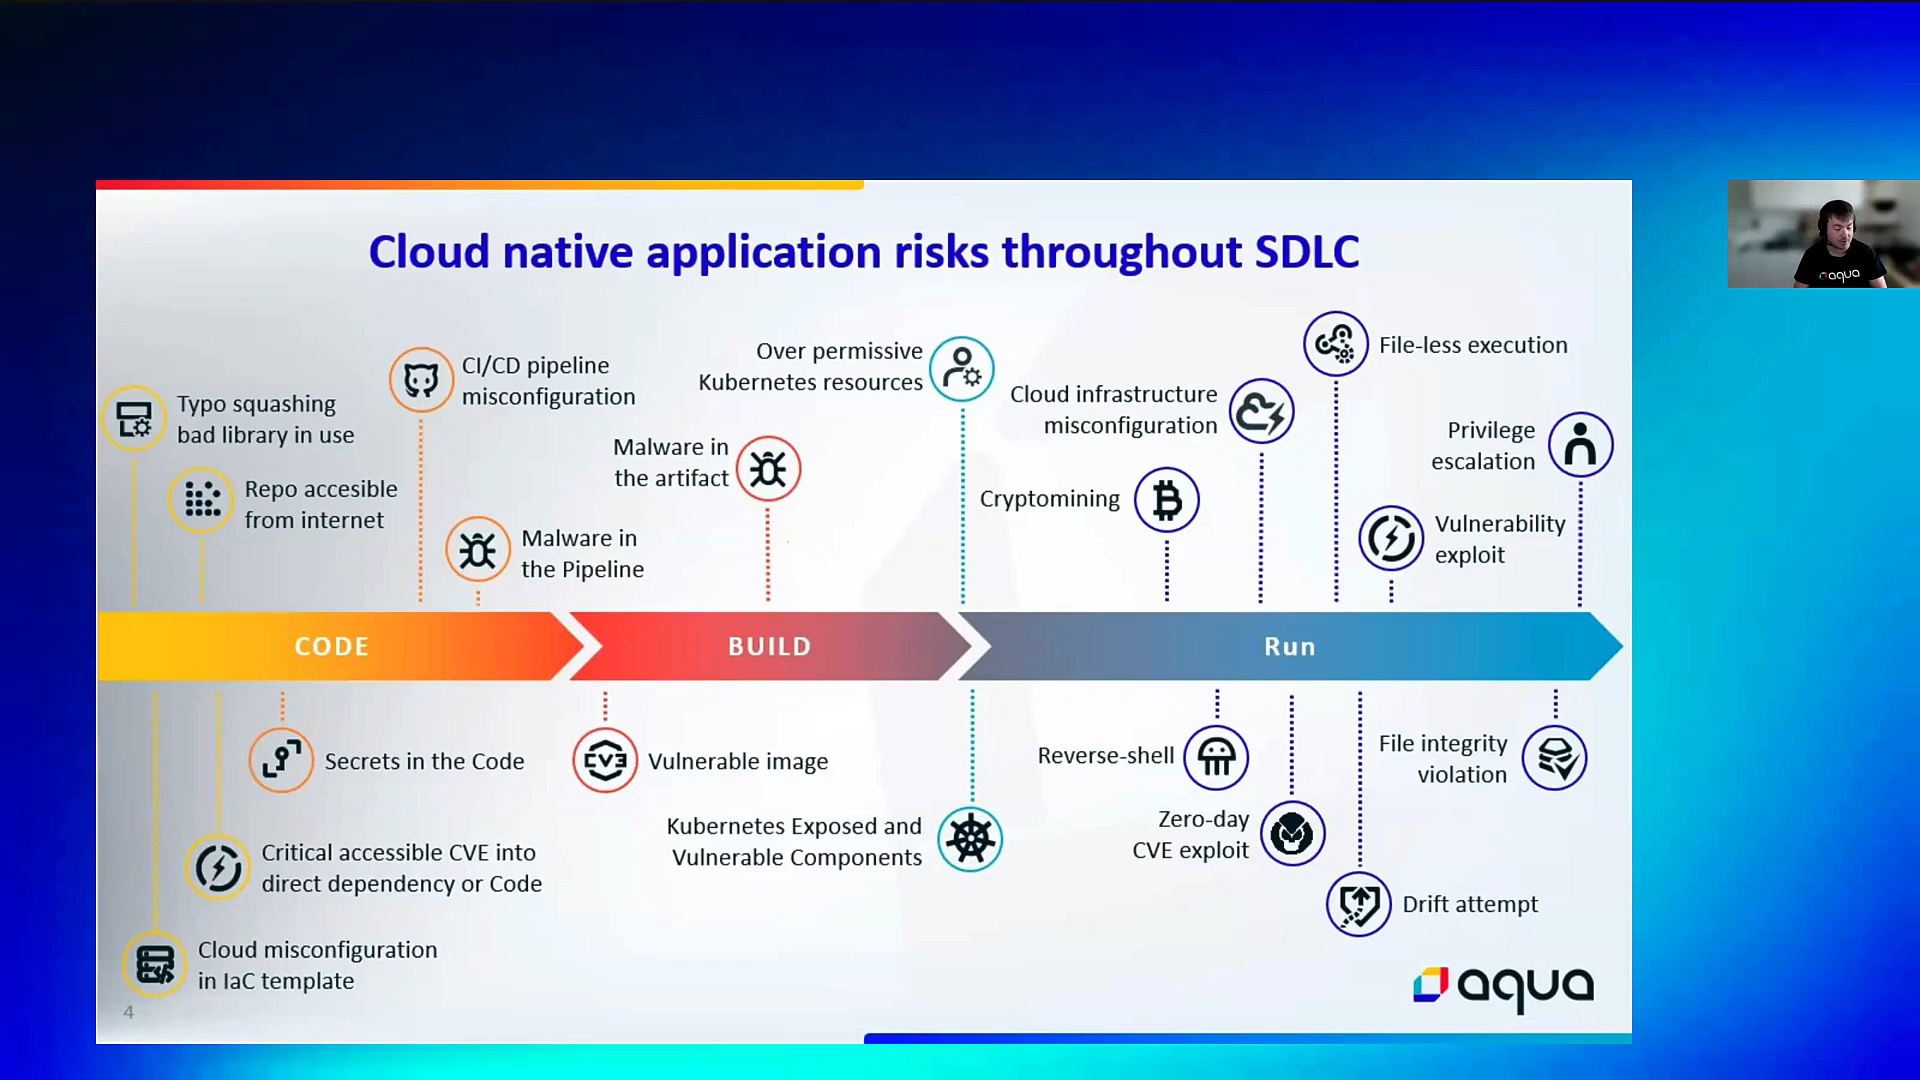 Cloud native application risks throughout SDLC
Typo squashing
bad library in use
Repo accesible
from internet
CI/CD pipeline
misconfiguration
Malware in
the Pipeline
Malware in
the artifact
Over permissive
Kubernetes resources
Cryptomining
Cloud infrastructure
misconfiguration
File-less execution
Vulnerability
exploit
Privilege
escalation
CODE
BUILD
Run
Secrets in the Code
Critical accessible CVE into
direct dependency or Code
Cloud misconfiguration
in IaC template
CVE
Vulnerable image
Kubernetes Exposed and
Vulnerable Components
Reverse-shell
Zero-day
CVE exploit
Drift attempt
File integrity
violation
4
aqua
aqua